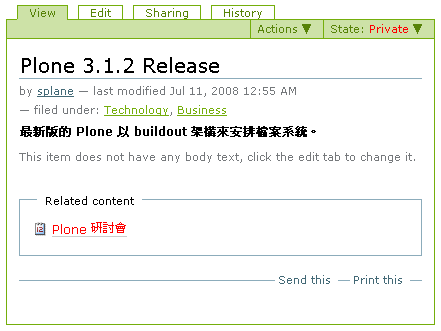 View Edit Sharing History
Actions ▼ State: Private ▼
Plone 3.1.2 Release
by splane — last modified Jul 11, 2008 12:55 AM
— filed under: Technology, Business
最新版的 Plone 以 buildout 架構來安排檔案系統。
This item does not have any body text, click the edit tab to change it.
Related content
Plone 研討會
Send this — Print this —